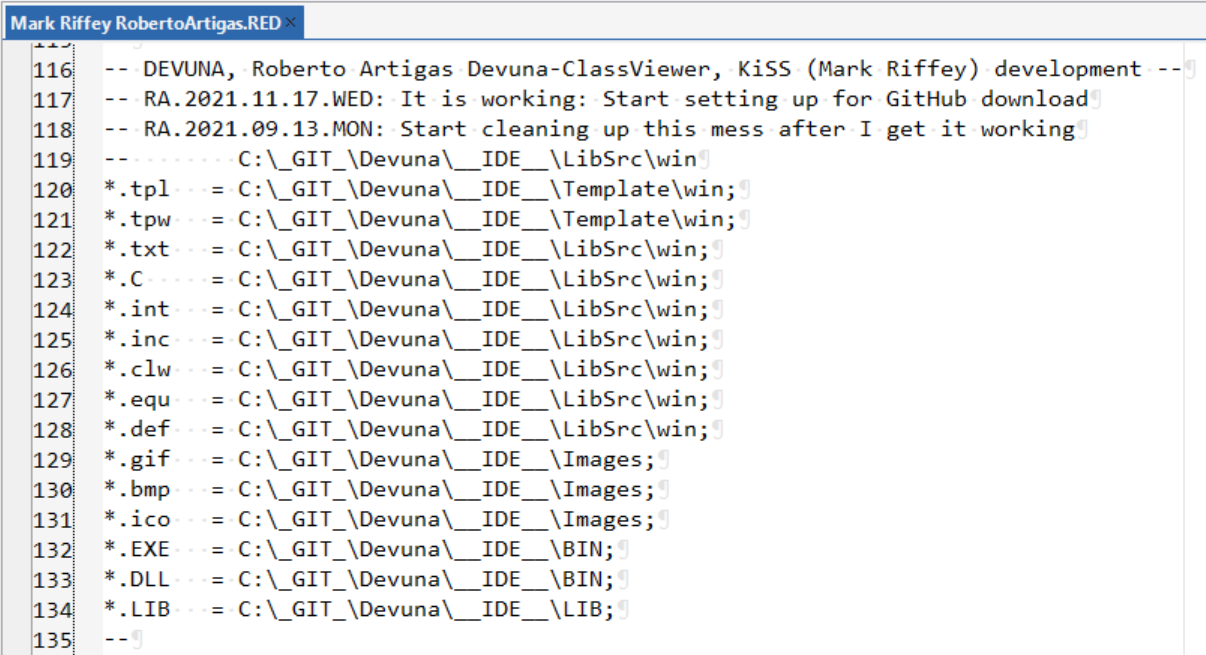 Mark Riffey RobertoArtigas.RED ×
115
116 -- DEVUNA, Roberto Artigas Devuna-ClassViewer, KiSS (Mark Riffey) development --¶
117 -- RA.2021.11.17.WED: It is working: Start setting up for GitHub download¶
118 -- RA.2021.09.13.MON: Start cleaning up this mess after I get it working¶
119 --          C:\_GIT_\Devuna\__IDE__\LibSrc\win¶
120 *.tpl   = C:\_GIT_\Devuna\__IDE__\Template\win;¶
121 *.tpw   = C:\_GIT_\Devuna\__IDE__\Template\win;¶
122 *.txt   = C:\_GIT_\Devuna\__IDE__\LibSrc\win;¶
123 *.C     = C:\_GIT_\Devuna\__IDE__\LibSrc\win;¶
124 *.int   = C:\_GIT_\Devuna\__IDE__\LibSrc\win;¶
125 *.inc   = C:\_GIT_\Devuna\__IDE__\LibSrc\win;¶
126 *.clw   = C:\_GIT_\Devuna\__IDE__\LibSrc\win;¶
127 *.equ   = C:\_GIT_\Devuna\__IDE__\LibSrc\win;¶
128 *.def   = C:\_GIT_\Devuna\__IDE__\LibSrc\win;¶
129 *.gif   = C:\_GIT_\Devuna\__IDE__\Images;¶
130 *.bmp   = C:\_GIT_\Devuna\__IDE__\Images;¶
131 *.ico   = C:\_GIT_\Devuna\__IDE__\Images;¶
132 *.EXE   = C:\_GIT_\Devuna\__IDE__\BIN;¶
133 *.DLL   = C:\_GIT_\Devuna\__IDE__\BIN;¶
134 *.LIB   = C:\_GIT_\Devuna\__IDE__\LIB;¶
135 --¶